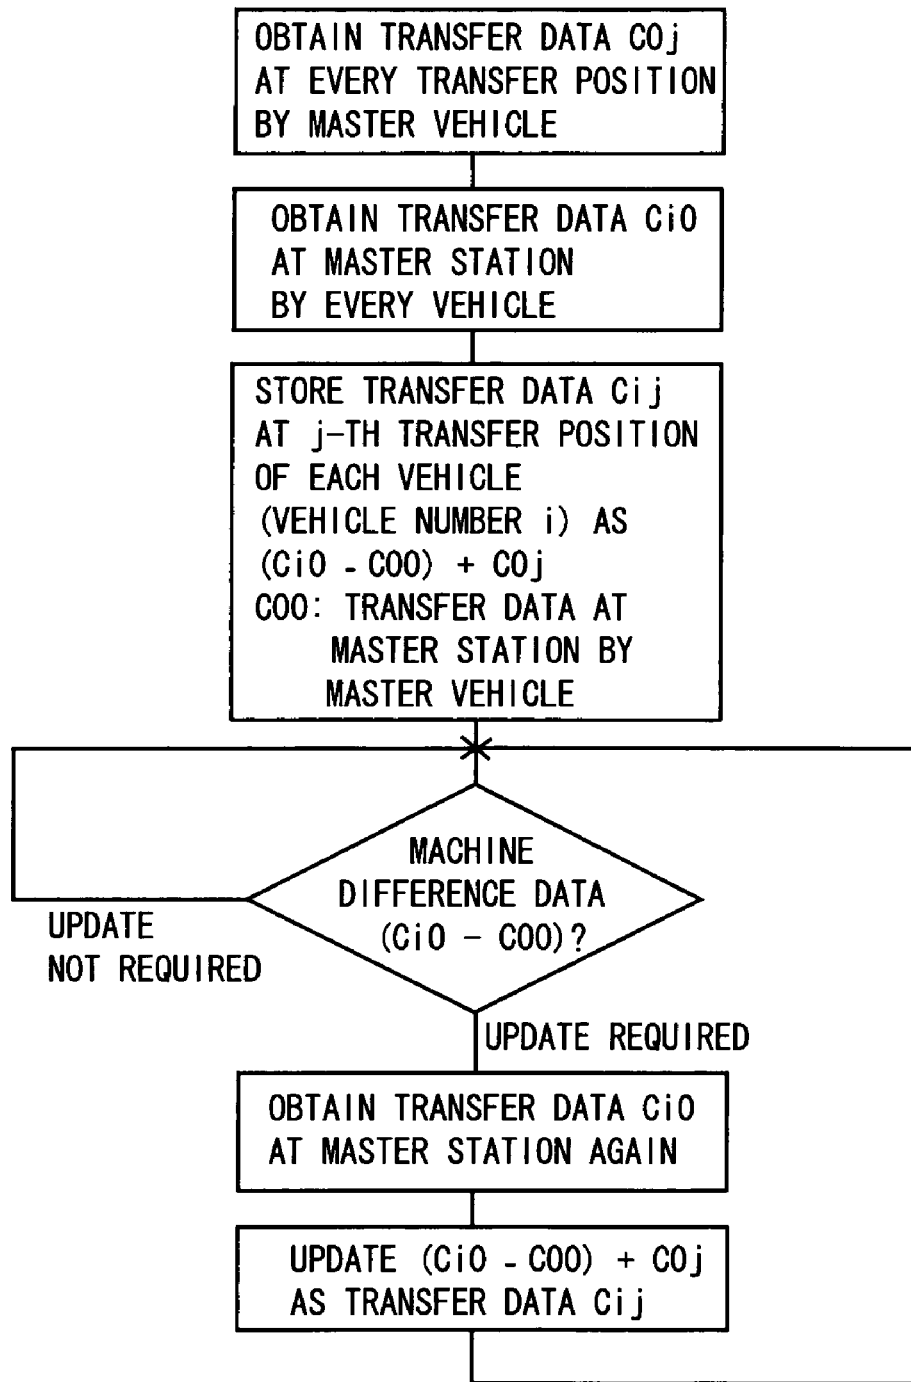 OBTAIN TRANSFER DATA C0j
AT EVERY TRANSFER POSITION
BY MASTER VEHICLE
OBTAIN TRANSFER DATA Ci0
AT MASTER STATION
BY EVERY VEHICLE
STORE TRANSFER DATA Cij
AT j-TH TRANSFER POSITION
OF EACH VEHICLE
(VEHICLE NUMBER i) AS
(Ci0 - C00) + C0j
C00: TRANSFER DATA AT
MASTER STATION BY
MASTER VEHICLE
MACHINE
DIFFERENCE DATA
(Ci0 - C00)?
UPDATE
NOT REQUIRED
UPDATE REQUIRED
OBTAIN TRANSFER DATA Ci0
AT MASTER STATION AGAIN
UPDATE (Ci0 - C00) + C0j
AS TRANSFER DATA Cij